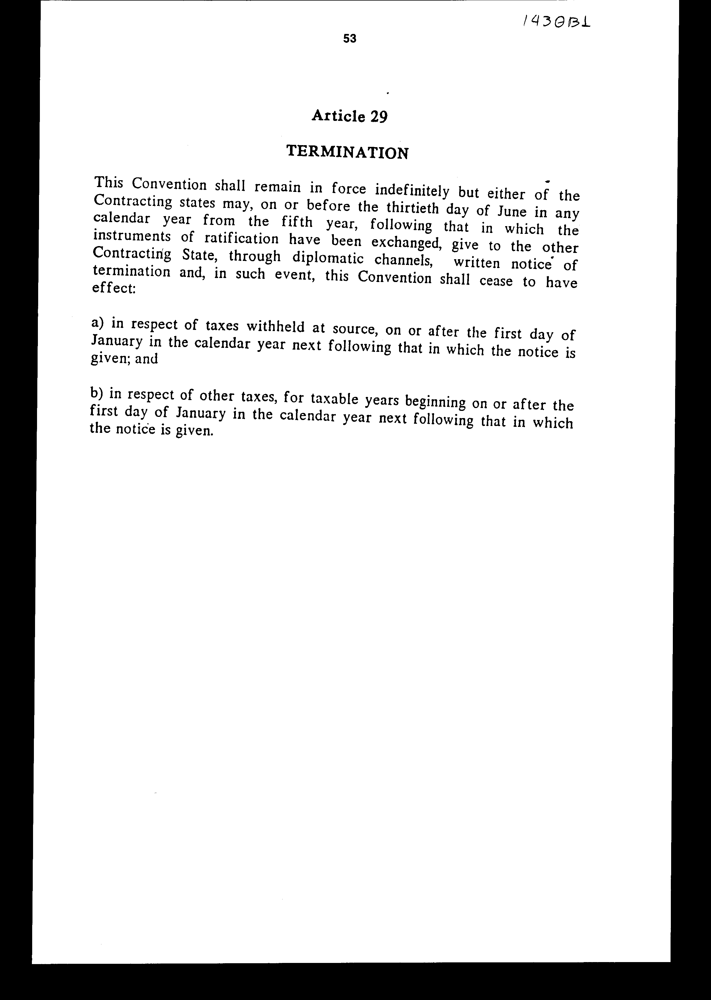 143θB1
53
Article 29
TERMINATION
This Convention shall remain in force indefinitely but either of the
Contracting states may, on or before the thirtieth day of June in any
calendar year from the fifth year, following that in which the
instruments of ratification have been exchanged, give to the other
Contracting State, through diplomatic channels, written notice of
termination and, in such event, this Convention shall cease to have
effect:
a) in respect of taxes withheld at source, on or after the first day of
January in the calendar year next following that in which the notice is
given; and
b) in respect of other taxes, for taxable years beginning on or after the
first day of January in the calendar year next following that in which
the notice is given.